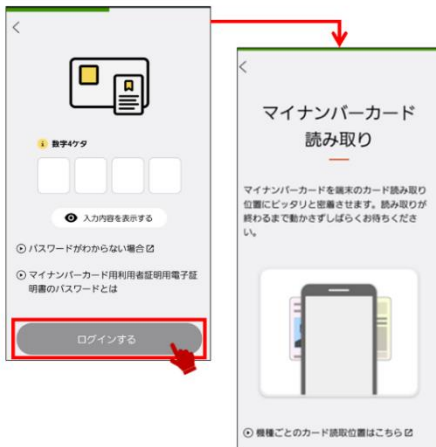 数字4ケタ
入力内容を表示する
パスワードがわからない場合
マイナンバーカード用利用者証明用電子証
明書のパスワードとは
ログインする
マイナンバーカード
読み取り
マイナンバーカードを端末のカード読み取り
位置にピッタリと密着させます。読み取りが
終わるまで動かさずしばらくお待ちくださ
い。
機種ごとのカード読取位置はこちら